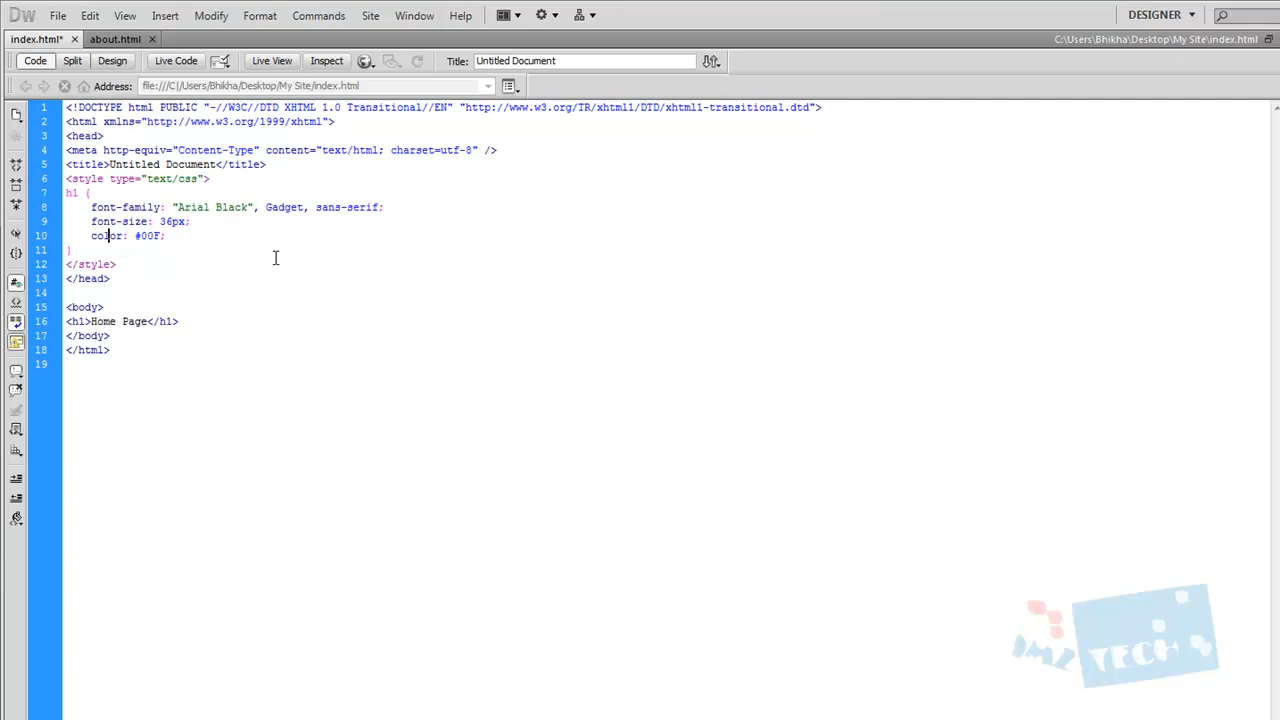 Dw File Edit View Insert Modify Format Commands Site Window Help DESIGNER
index.html* × about.html × C:\Users\Bhikha\Desktop\My Site\index.html
Code Split Design Live Code Live View Inspect Title: Untitled Document
Address: file:///C|/Users/Bhikha/Desktop/My Site/index.html
1 <!DOCTYPE html PUBLIC "-//W3C//DTD XHTML 1.0 Transitional//EN" "http://www.w3.org/TR/xhtml1/DTD/xhtml1-transitional.dtd">
2 <html xmlns="http://www.w3.org/1999/xhtml">
3 <head>
4 <meta http-equiv="Content-Type" content="text/html; charset=utf-8" />
5 <title>Untitled Document</title>
6 <style type="text/css">
7 h1 {
8 font-family: "Arial Black", Gadget, sans-serif;
9 font-size: 36px;
10 color: #00F;
11 }
12 </style>
13 </head>
14
15 <body>
16 <h1>Home Page</h1>
17 </body>
18 </html>
19
TECH